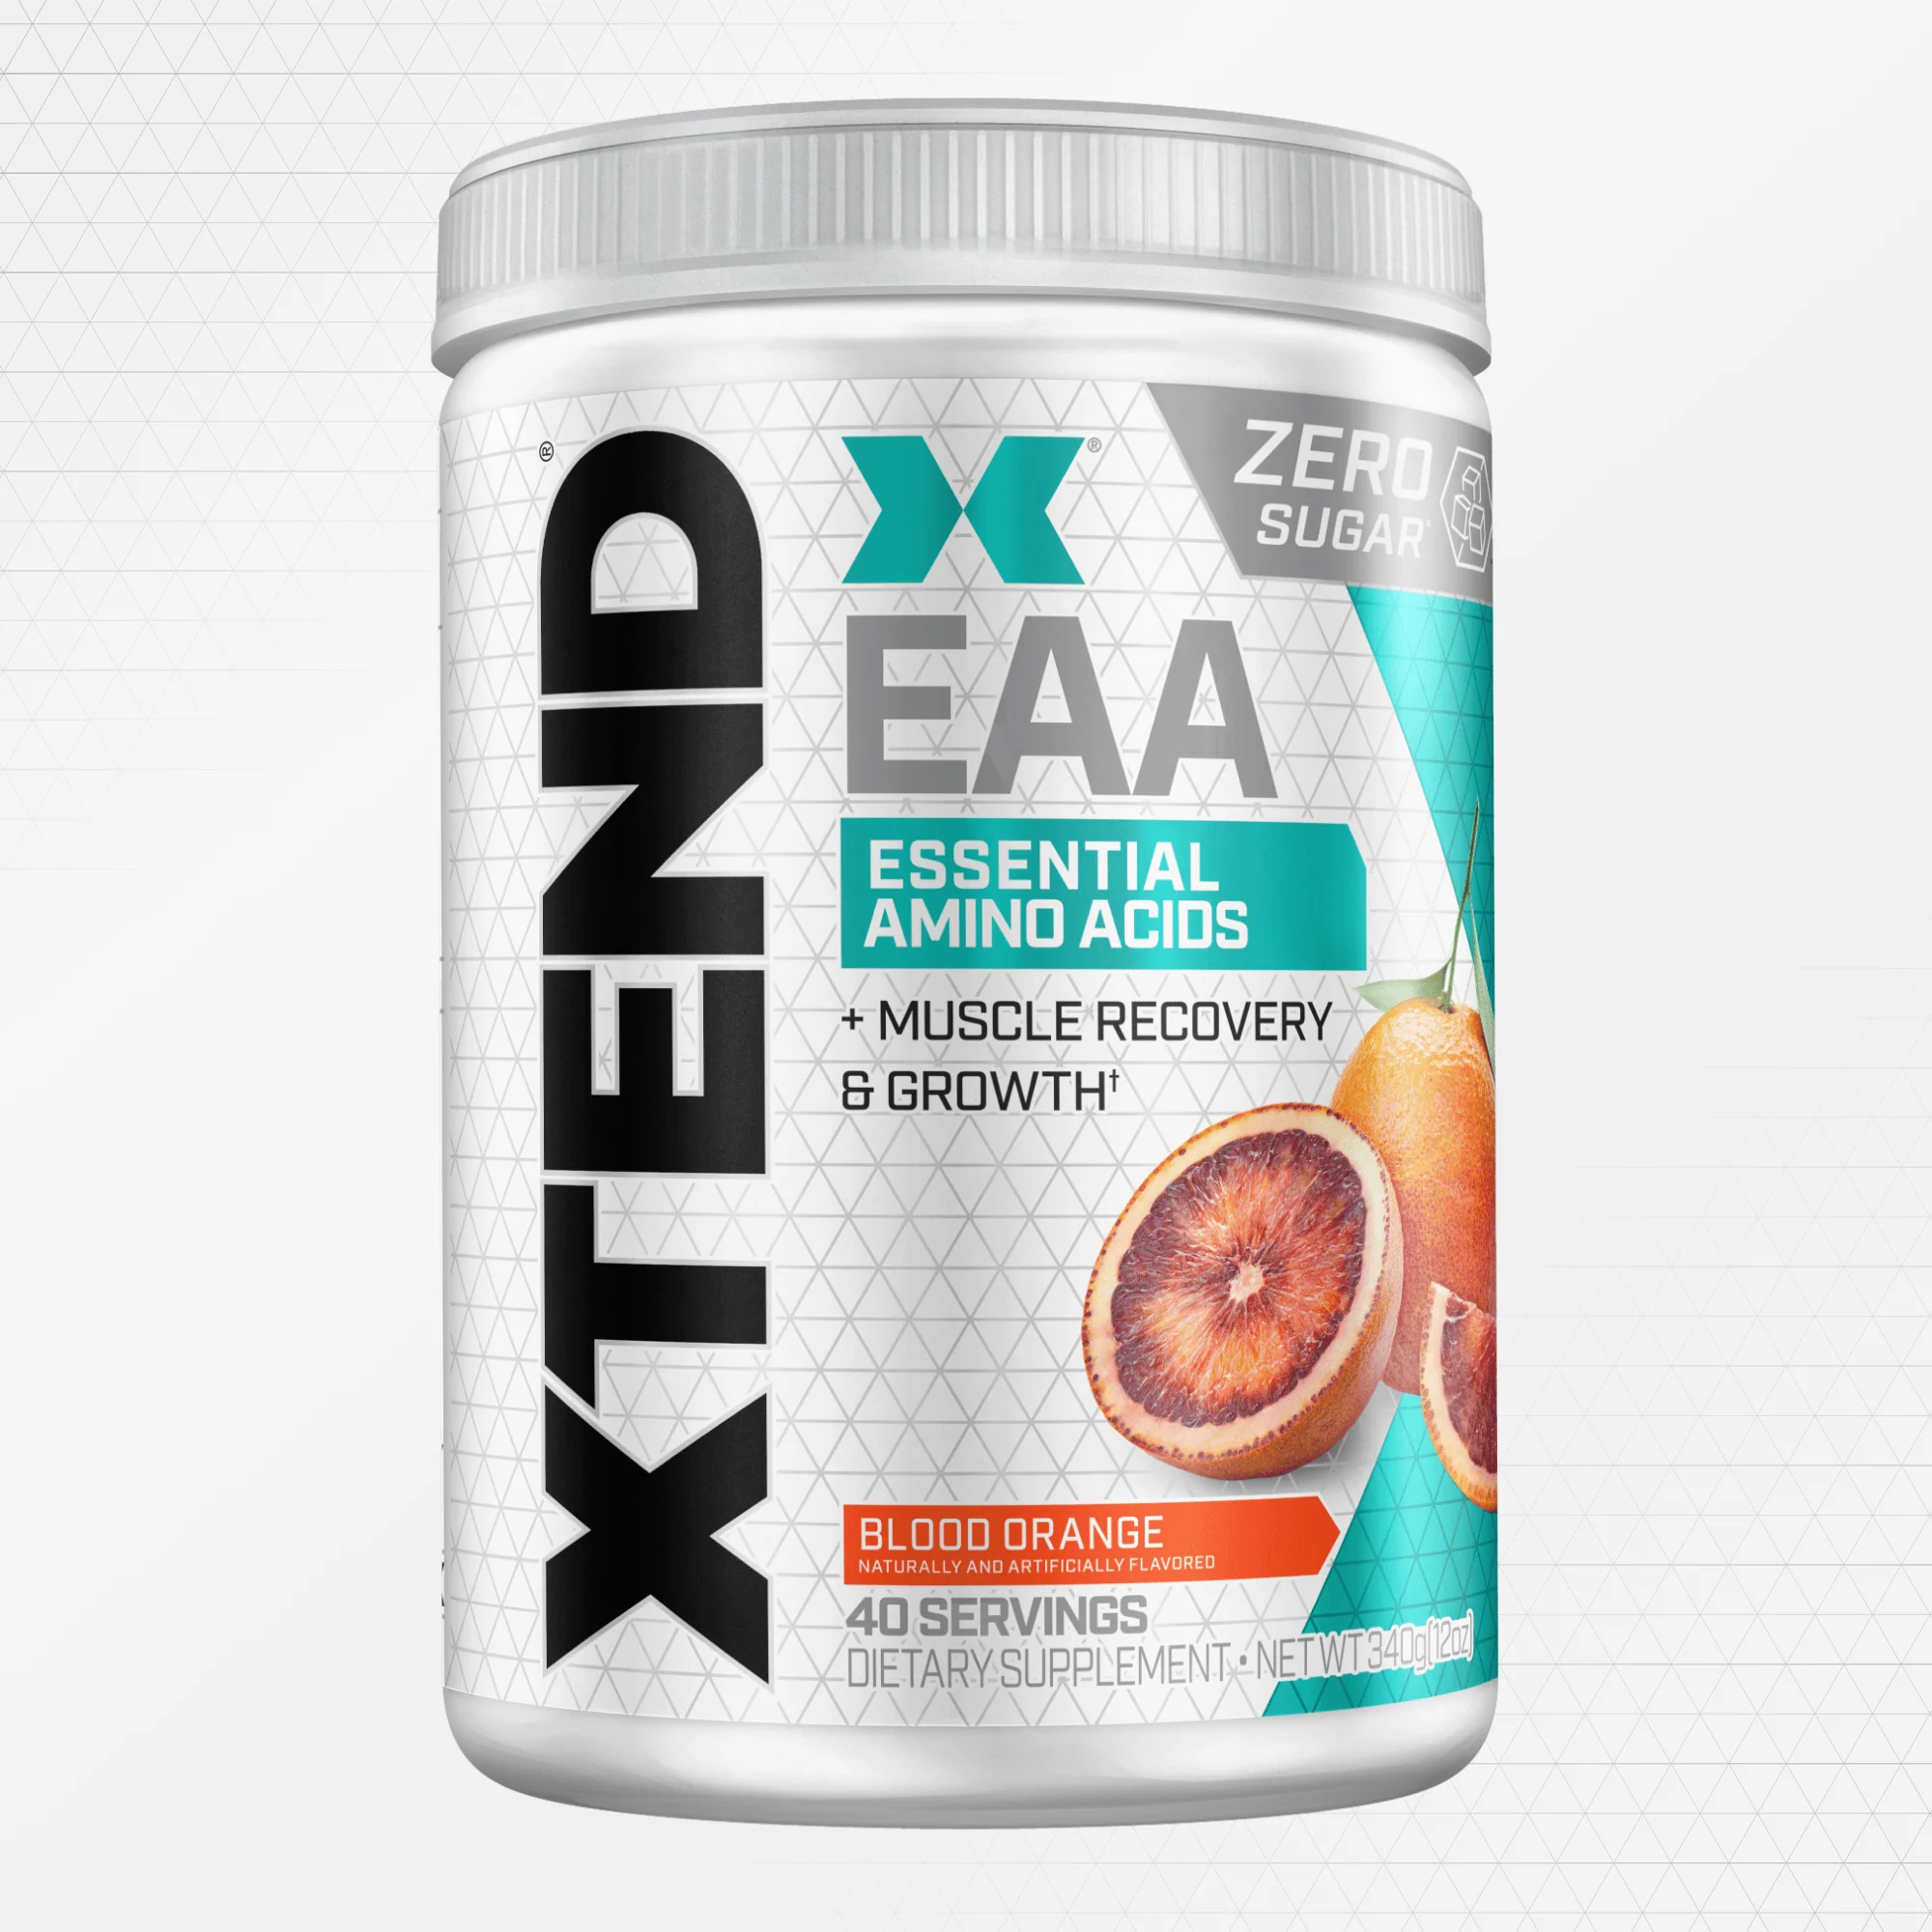 XTEND®
X®
ZERO
SUGAR*
EAA
ESSENTIAL
AMINO ACIDS
+ MUSCLE RECOVERY
& GROWTH†
BLOOD ORANGE
NATURALLY AND ARTIFICIALLY FLAVORED
40 SERVINGS
DIETARY SUPPLEMENT • NET WT 340g (12oz)